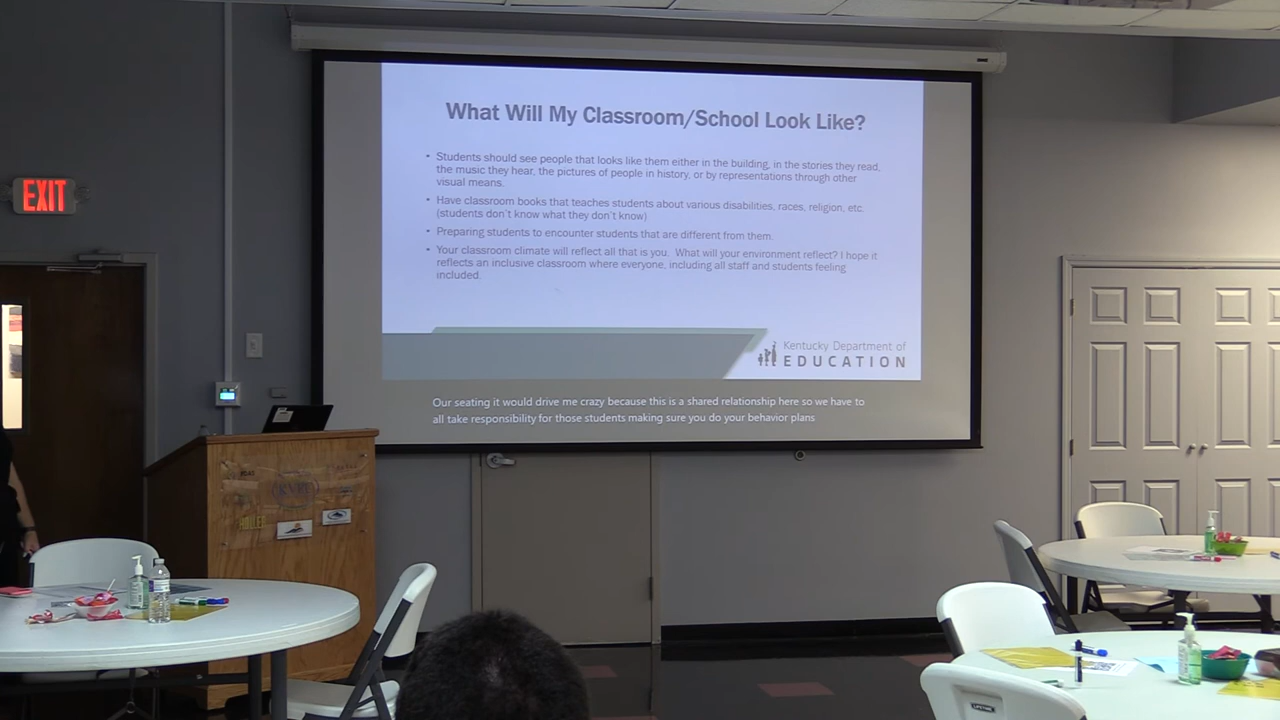 What Will My Classroom/School Look Like?
• Students should see people that looks like them either in the building, in the stories they read,
the music they hear, the pictures of people in history, or by representations through other
visual means.
• Have classroom books that teaches students about various disabilities, races, religion, etc.
(students don't know what they don't know)
• Preparing students to encounter students that are different from them.
• Your classroom climate will reflect all that is you. What will your environment reflect? I hope it
reflects an inclusive classroom where everyone, including all staff and students feeling
included.
Kentucky Department of
EDUCATION
Our seating it would drive me crazy because this is a shared relationship here so we have to
all take responsibility for those students making sure you do your behavior plans
EXIT
LIFETIME